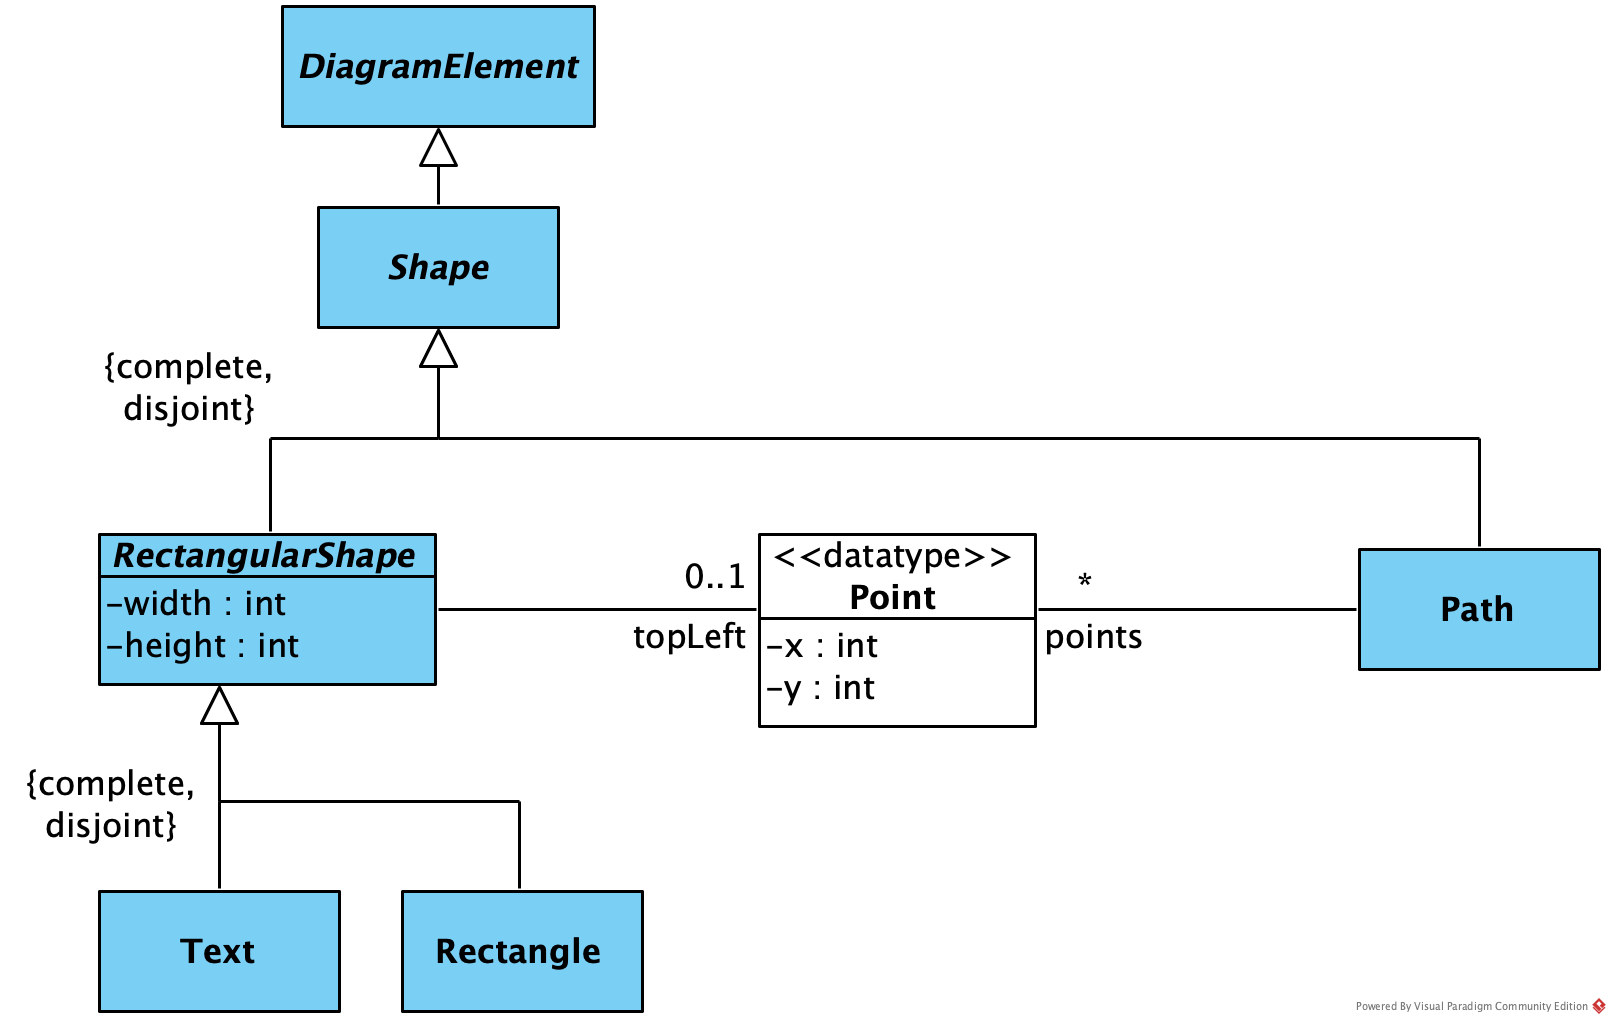 DiagramElement
Shape
{complete,
disjoint}
RectangularShape
-width : int
-height : int
0..1
topLeft
<<datatype>>
Point
-x : int
-y : int
*
points
Path
{complete,
disjoint}
Text
Rectangle
Powered By Visual Paradigm Community Edition